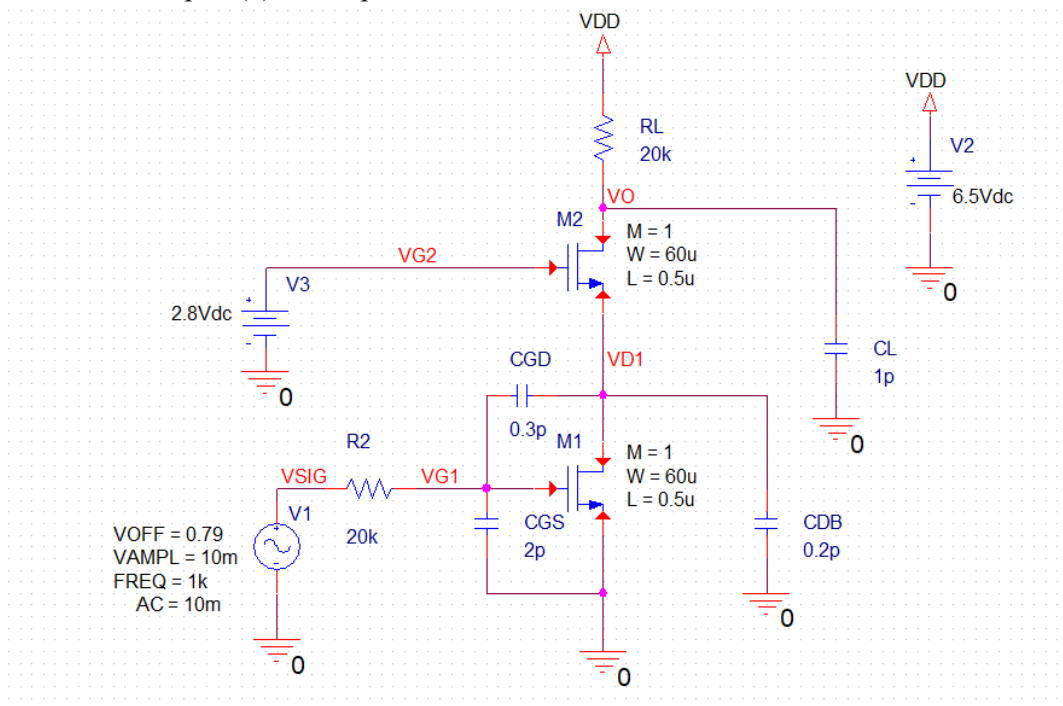 VDD
VDD
RL
20k
V2
6.5Vdc
0
VO
M2
M = 1
W = 60u
L = 0.5u
VG2
V3
2.8Vdc
0
CL
1p
0
CGD
0.3p
VD1
M1
M = 1
W = 60u
L = 0.5u
R2
20k
VSIG
VG1
V1
VOFF = 0.79
VAMPL = 10m
FREQ = 1k
AC = 10m
0
CGS
2p
CDB
0.2p
0
0